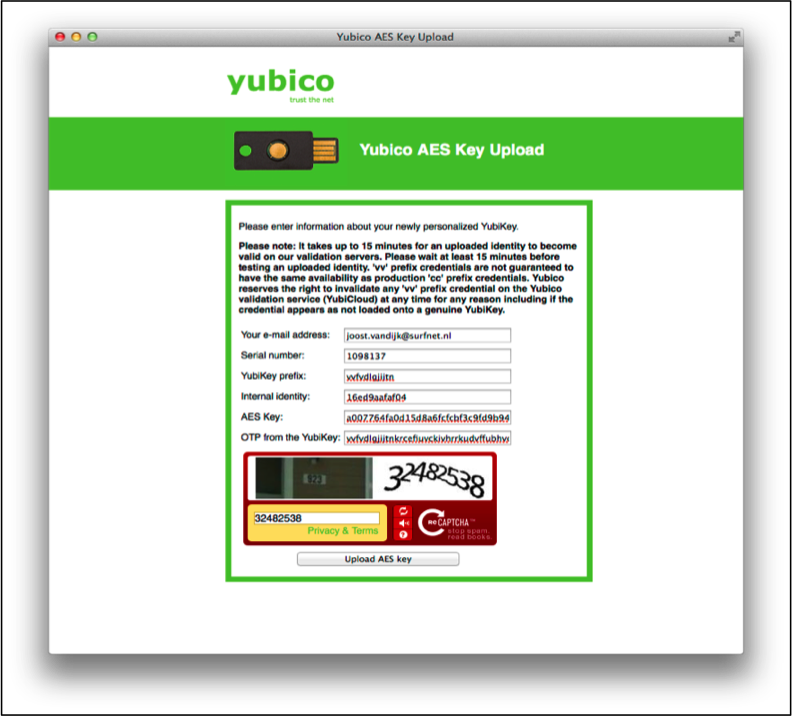 Yubico AES Key Upload
yubico
trust the net
Yubico AES Key Upload
Please enter information about your newly personalized YubiKey.
Please note: It takes up to 15 minutes for an uploaded identity to become
valid on our validation servers. Please wait at least 15 minutes before
testing an uploaded identity. 'vv' prefix credentials are not guaranteed to
have the same availability as production 'cc' prefix credentials. Yubico
reserves the right to invalidate any 'vv' prefix credential on the Yubico
validation service (YubiCloud) at any time for any reason including if the
credential appears as not loaded onto a genuine YubiKey.
Your e-mail address: joost.vandijk@surfnet.nl
Serial number: 1098137
YubiKey prefix:
Internal identity: 16ed9aafaf04
AES Key: a007764fa0d15d8a6fcfcbf3c9fd9b94
OTP from the YubiKey:
32482538
32482538
Privacy & Terms
reCAPTCHA™
stop spam.
read books.
Upload AES key